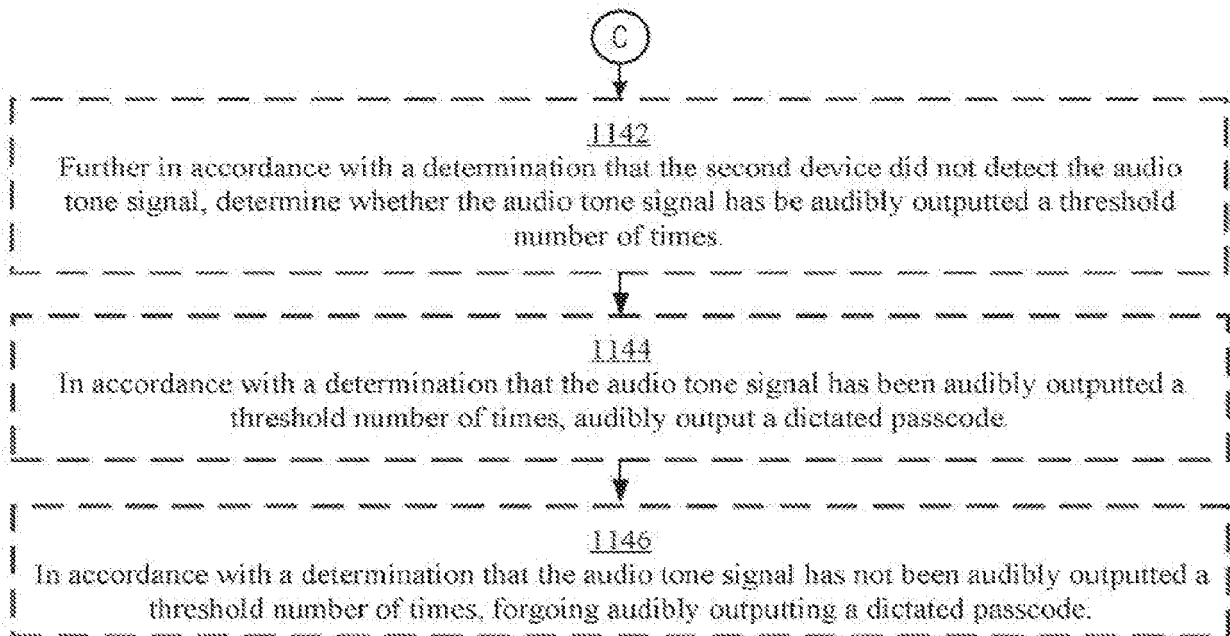 C
1142
Further in accordance with a determination that the second device did not detect the audio
tone signal, determine whether the audio tone signal has be audibly outputted a threshold
number of times.
1144
In accordance with a determination that the audio tone signal has been audibly outputted a
threshold number of times, audibly output a dictated passcode.
1146
In accordance with a determination that the audio tone signal has not been audibly outputted a
threshold number of times, forgoing audibly outputting a dictated passcode.